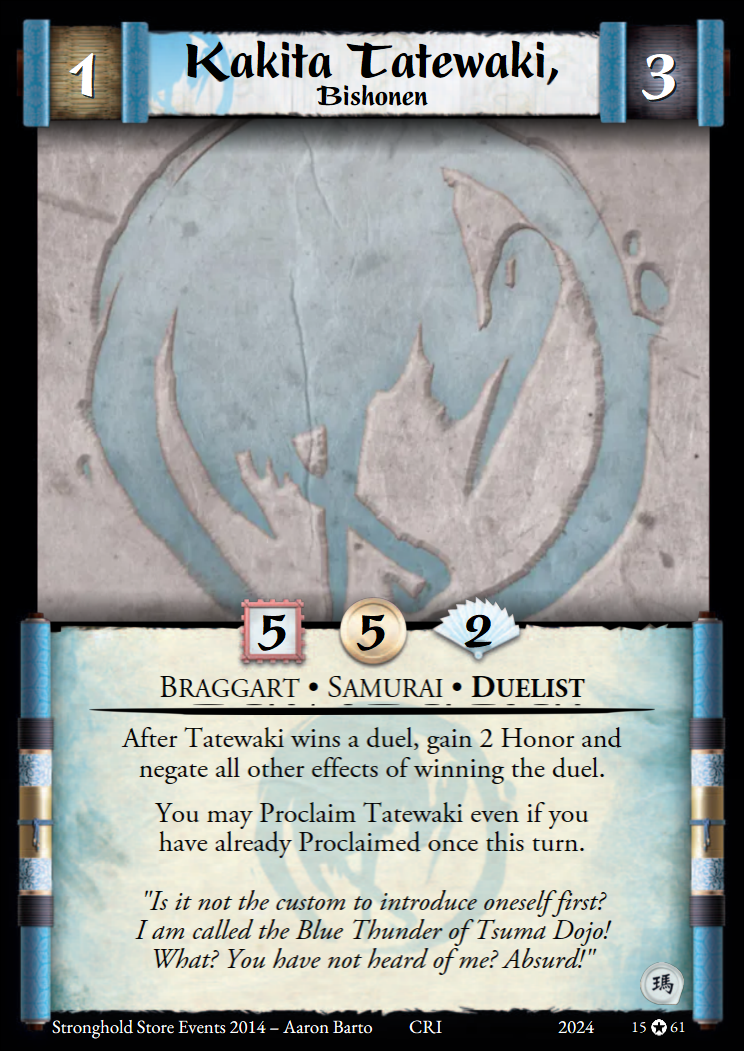 1
Kakita Tatewaki,
3
Bishonen
5 5 2
BRAGGART • SAMURAI • DUELIST
After Tatewaki wins a duel, gain 2 Honor and
negate all other effects of winning the duel.
You may Proclaim Tatewaki even if you
have already Proclaimed once this turn.
"Is it not the custom to introduce oneself first?
I am called the Blue Thunder of Tsuma Dojo!
What? You have not heard of me? Absurd!"
瑪
Stronghold Store Events 2014 – Aaron Barto CRI 2024 15 ✪ 61